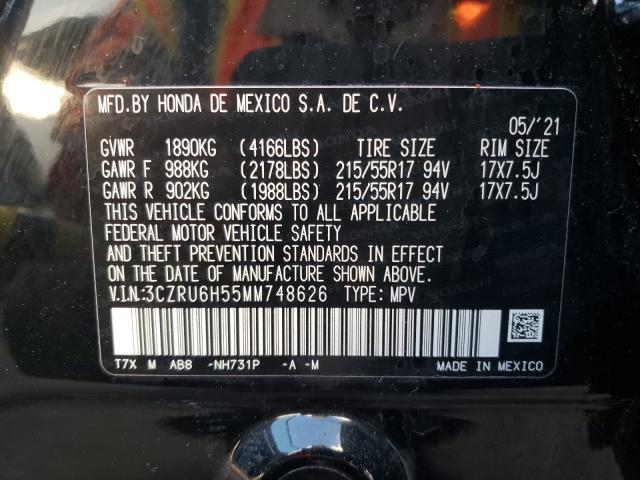 MFD.BY HONDA DE MEXICO S.A. DE C.V.
05/'21
GVWR 1890KG (4166LBS) TIRE SIZE RIM SIZE
GAWR F 988KG (2178LBS) 215/55R17 94V 17X7.5J
GAWR R 902KG (1988LBS) 215/55R17 94V 17X7.5J
THIS VEHICLE CONFORMS TO ALL APPLICABLE
FEDERAL MOTOR VEHICLE SAFETY
AND THEFT PREVENTION STANDARDS IN EFFECT
ON THE DATE OF MANUFACTURE SHOWN ABOVE.
V.I.N:3CZRU6H55MM748626 TYPE: MPV
T7X M AB8 -NH731P -A -M MADE IN MEXICO